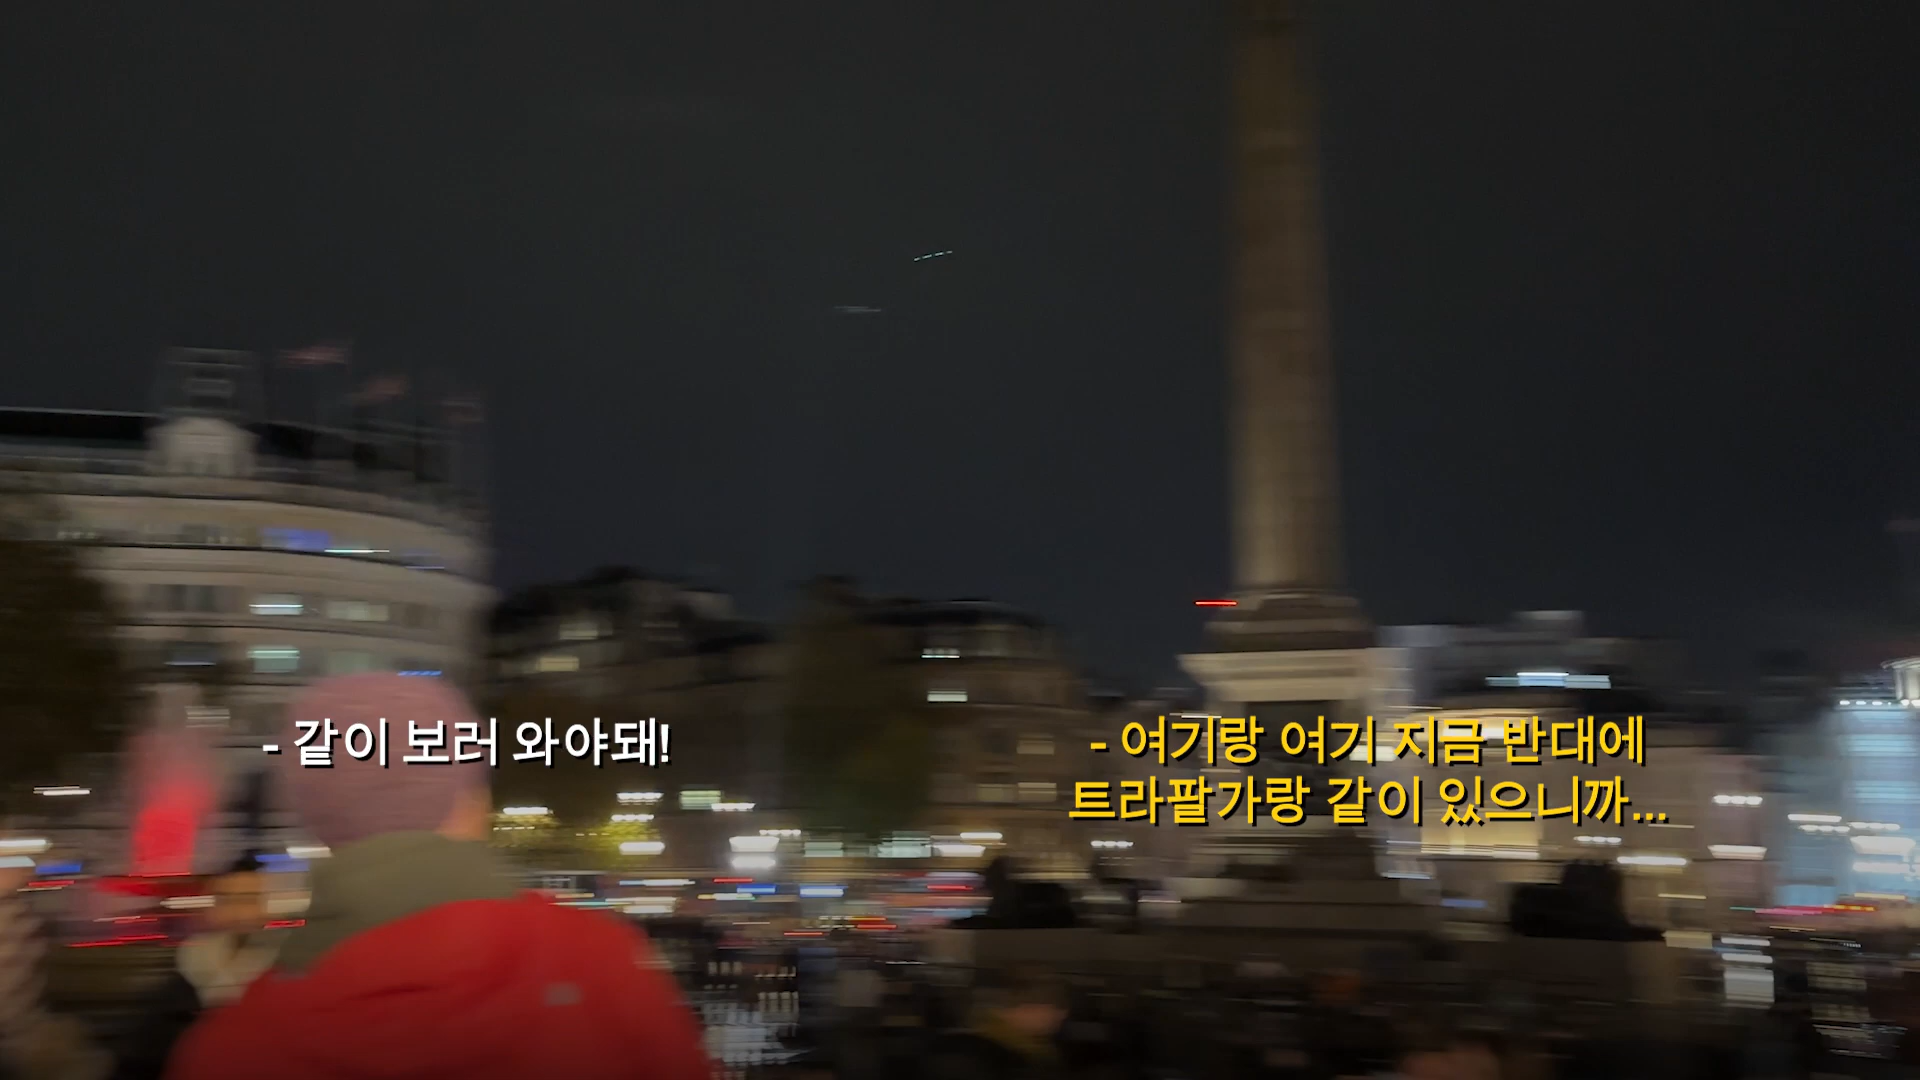 - 같이 보러 와야돼!
- 여기랑 여기 지금 반대에
트라팔가랑 같이 있으니까...